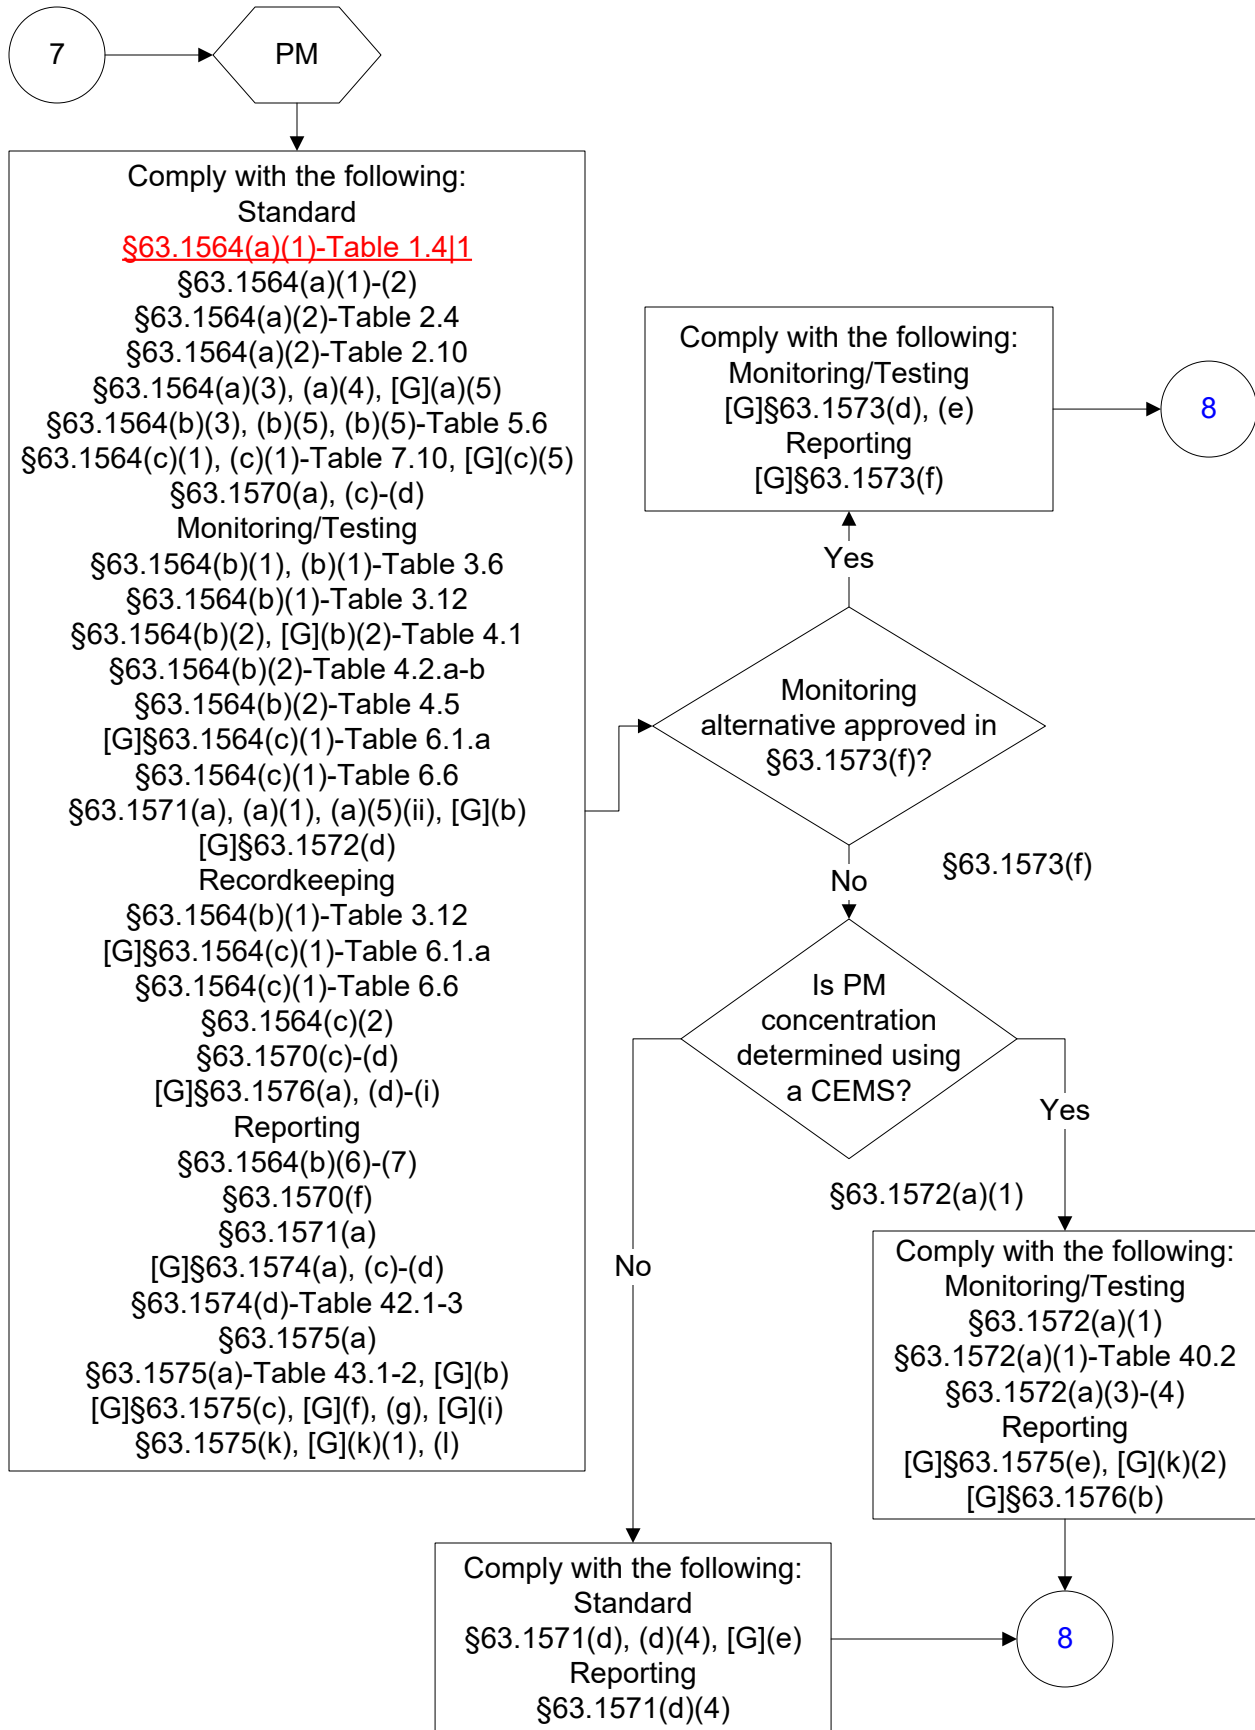 7
PM
Comply with the following:
Standard
§63.1564(a)(1)-Table 1.4|1
§63.1564(a)(1)-(2)
§63.1564(a)(2)-Table 2.4
§63.1564(a)(2)-Table 2.10
§63.1564(a)(3), (a)(4), [G](a)(5)
§63.1564(b)(3), (b)(5), (b)(5)-Table 5.6
§63.1564(c)(1), (c)(1)-Table 7.10, [G](c)(5)
§63.1570(a), (c)-(d)
Monitoring/Testing
§63.1564(b)(1), (b)(1)-Table 3.6
§63.1564(b)(1)-Table 3.12
§63.1564(b)(2), [G](b)(2)-Table 4.1
§63.1564(b)(2)-Table 4.2.a-b
§63.1564(b)(2)-Table 4.5
[G]§63.1564(c)(1)-Table 6.1.a
§63.1564(c)(1)-Table 6.6
§63.1571(a), (a)(1), (a)(5)(ii), [G](b)
[G]§63.1572(d)
Recordkeeping
§63.1564(b)(1)-Table 3.12
[G]§63.1564(c)(1)-Table 6.1.a
§63.1564(c)(1)-Table 6.6
§63.1564(c)(2)
§63.1570(c)-(d)
[G]§63.1576(a), (d)-(i)
Reporting
§63.1564(b)(6)-(7)
§63.1570(f)
§63.1571(a)
[G]§63.1574(a), (c)-(d)
§63.1574(d)-Table 42.1-3
§63.1575(a)
§63.1575(a)-Table 43.1-2, [G](b)
[G]§63.1575(c), [G](f), (g), [G](i)
§63.1575(k), [G](k)(1), (l)
Comply with the following:
Monitoring/Testing
[G]§63.1573(d), (e)
Reporting
[G]§63.1573(f)
8
Yes
Monitoring
alternative approved in
§63.1573(f)?
§63.1573(f)
No
Is PM
concentration
determined using
a CEMS?
Yes
§63.1572(a)(1)
No
Comply with the following:
Monitoring/Testing
§63.1572(a)(1)
§63.1572(a)(1)-Table 40.2
§63.1572(a)(3)-(4)
Reporting
[G]§63.1575(e), [G](k)(2)
[G]§63.1576(b)
Comply with the following:
Standard
§63.1571(d), (d)(4), [G](e)
Reporting
§63.1571(d)(4)
8